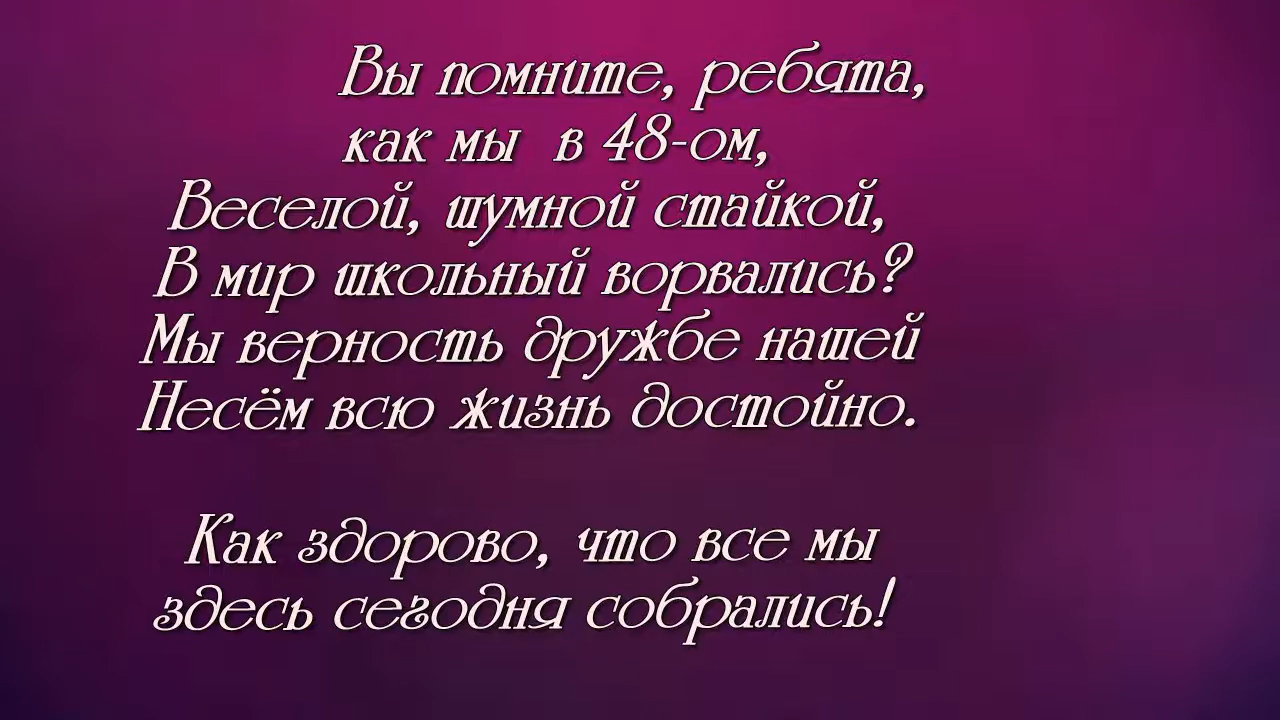 Вы помните, ребята,
как мы в 48-ом,
Веселой, шумной стайкой,
В мир школьный ворвались?
Мы верность дружбе нашей
Несём всю жизнь достойно.
Как здорово, что все мы
здесь сегодня собрались!